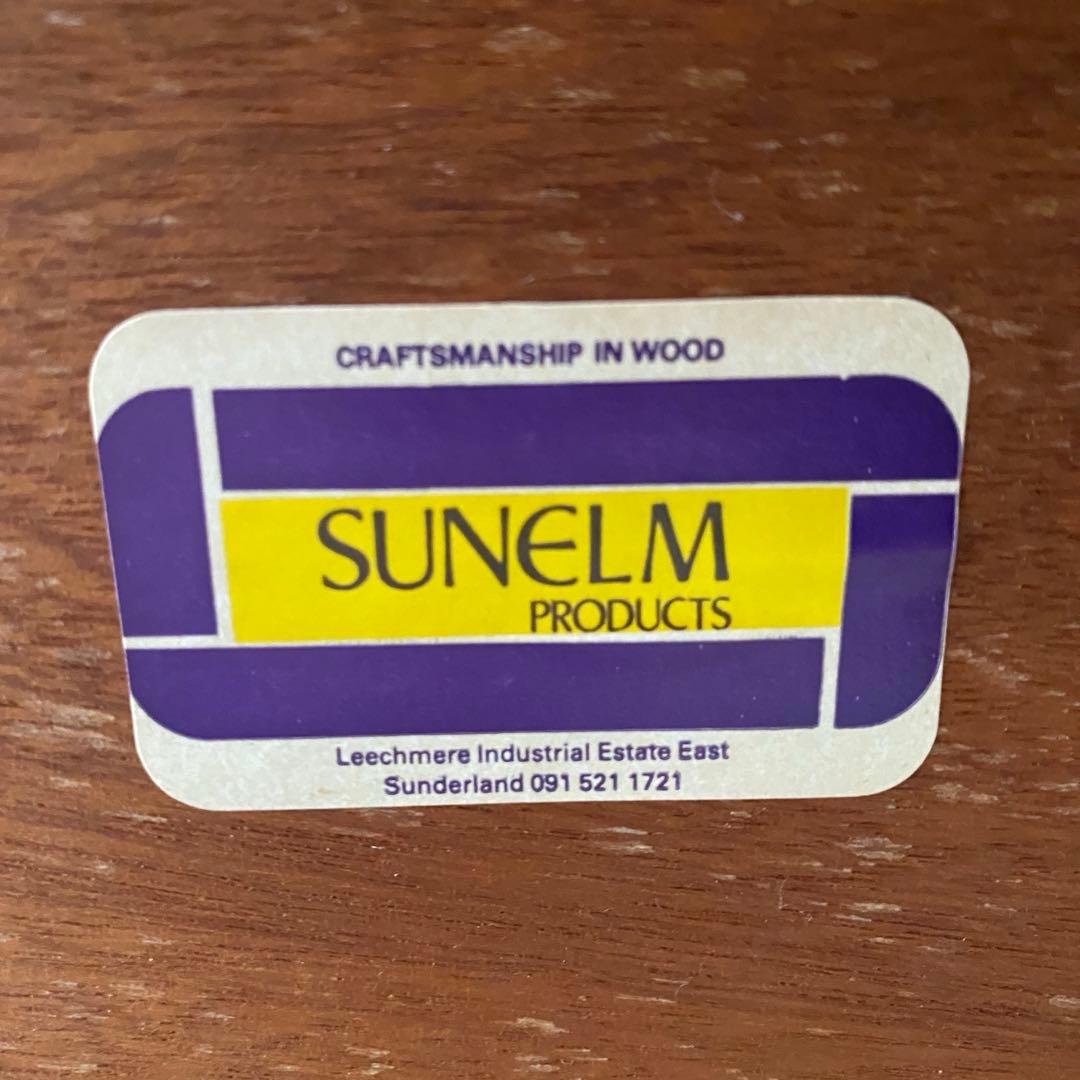 CRAFTSMANSHIP IN WOOD
SUNELM
PRODUCTS
Leechmere Industrial Estate East
Sunderland 091 521 1721